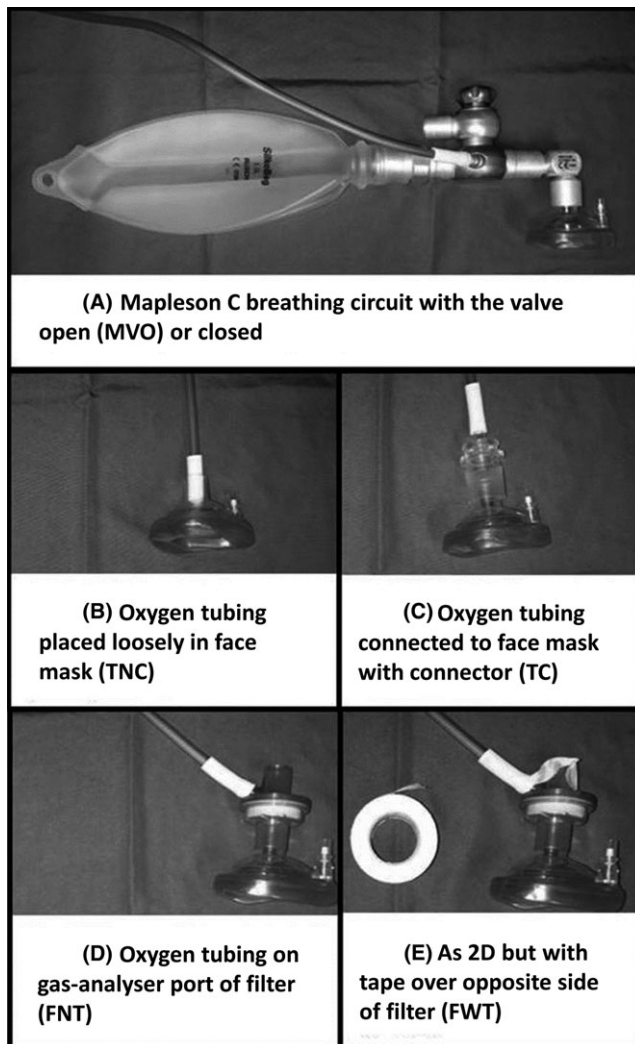 (A) Mapleson C breathing circuit with the valve
open (MVO) or closed
(B) Oxygen tubing
placed loosely in face
mask (TNC)
(C) Oxygen tubing
connected to face mask
with connector (TC)
(D) Oxygen tubing on
gas-analyser port of filter
(FNT)
(E) As 2D but with
tape over opposite side
of filter (FWT)